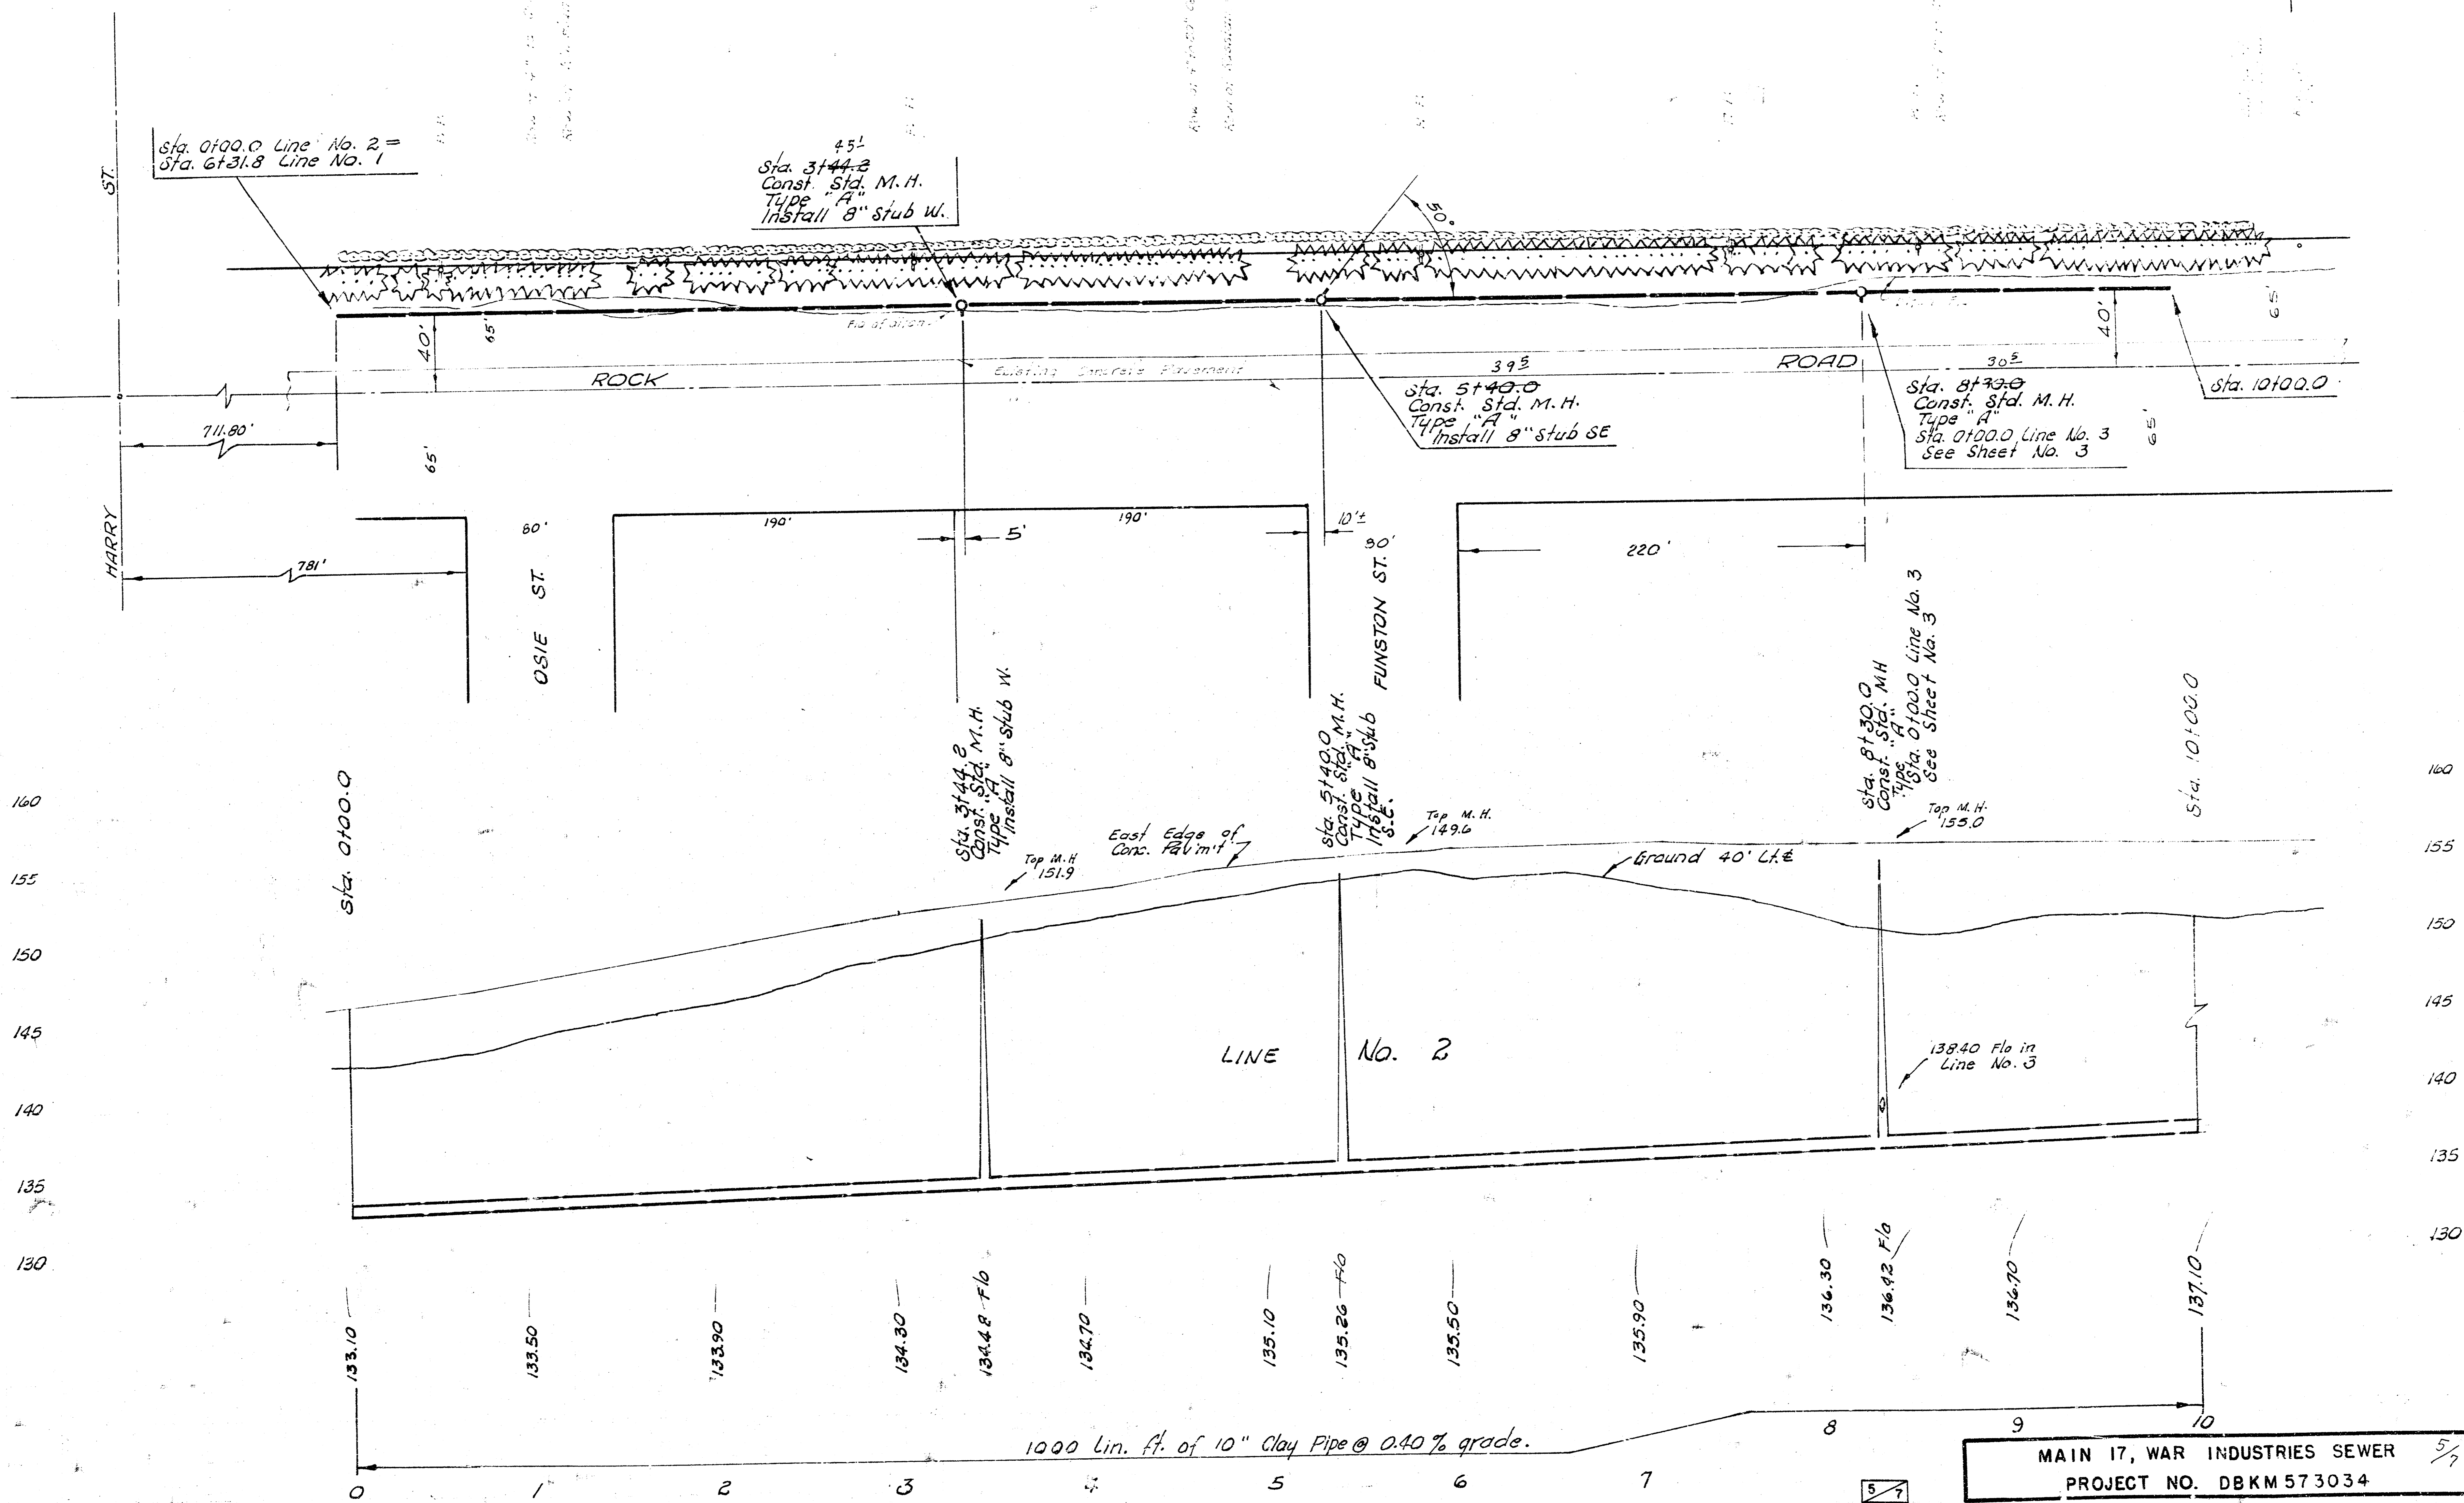 Sta. 0+00.0 Line No. 2 =
Sta. 6+31.8 Line No. 1
45.1
Sta. 3+44.2
Const. Std. M.H.
Type "A"
Install 8" Stub W.
50°
ST.
HARRY
40'
65'
65'
711.80'
781'
ROCK
Existing Concrete Pavement
ROAD
39.5
Sta. 5+40.0
Const. Std. M.H.
Type "A"
Install 8" Stub SE
30.5
Sta. 8+30.0
Const. Std. M.H.
Type "A"
Sta. 0+00.0 Line No. 3
See Sheet No. 3
40'
65'
65'
Sta. 10+00.0
190'
5'
190'
10'±
220'
OSIE ST.
FUNSTON ST.
Sta. 0+00.0
Sta. 3+44.2
Const. Std. M.H.
Type "A"
Install 8" Stub W.
Sta. 5+40.0
Const. Std. M.H.
Type "A"
Install 8" Stub
S.E.
Sta. 8+30.0
Const. Std. MH
Type "A"
Sta. 0+00.0 Line No. 3
See Sheet No. 3
Sta. 10+00.0
Top M.H.
151.9
East Edge of
Conc. Pav'm't
Top M.H.
149.6
Ground 40' Lt. ℄
Top M.H.
155.0
160
155
150
145
140
135
130
160
155
150
145
140
135
130
LINE No. 2
138.40 Flo in
Line No. 3
133.10
133.50
133.90
134.30
134.48 Flo
134.70
135.10
135.26 Flo
135.50
135.90
136.30
136.42 Flo
136.70
137.10
1000 Lin. ft. of 10" Clay Pipe @ 0.40 % grade.
0 1 2 3 4 5 6 7 8 9 10
5/7
MAIN 17, WAR INDUSTRIES SEWER 5/7
PROJECT NO. DBKM573034